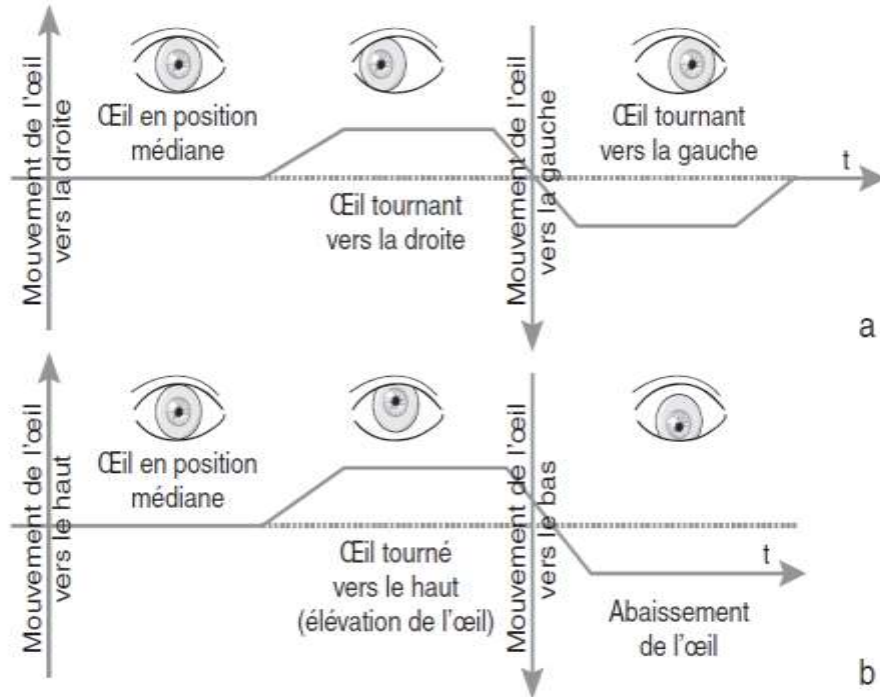 Mouvement de l'œil
vers la droite
Œil en position
médiane
Œil tournant
vers la droite
Mouvement de l'œil
vers la gauche
Œil tournant
vers la gauche
t
a
Mouvement de l'œil
vers le haut
Œil en position
médiane
Œil tourné
vers le haut
(élévation de l'œil)
Mouvement de l'œil
vers le bas
t
Abaissement
de l'œil
b